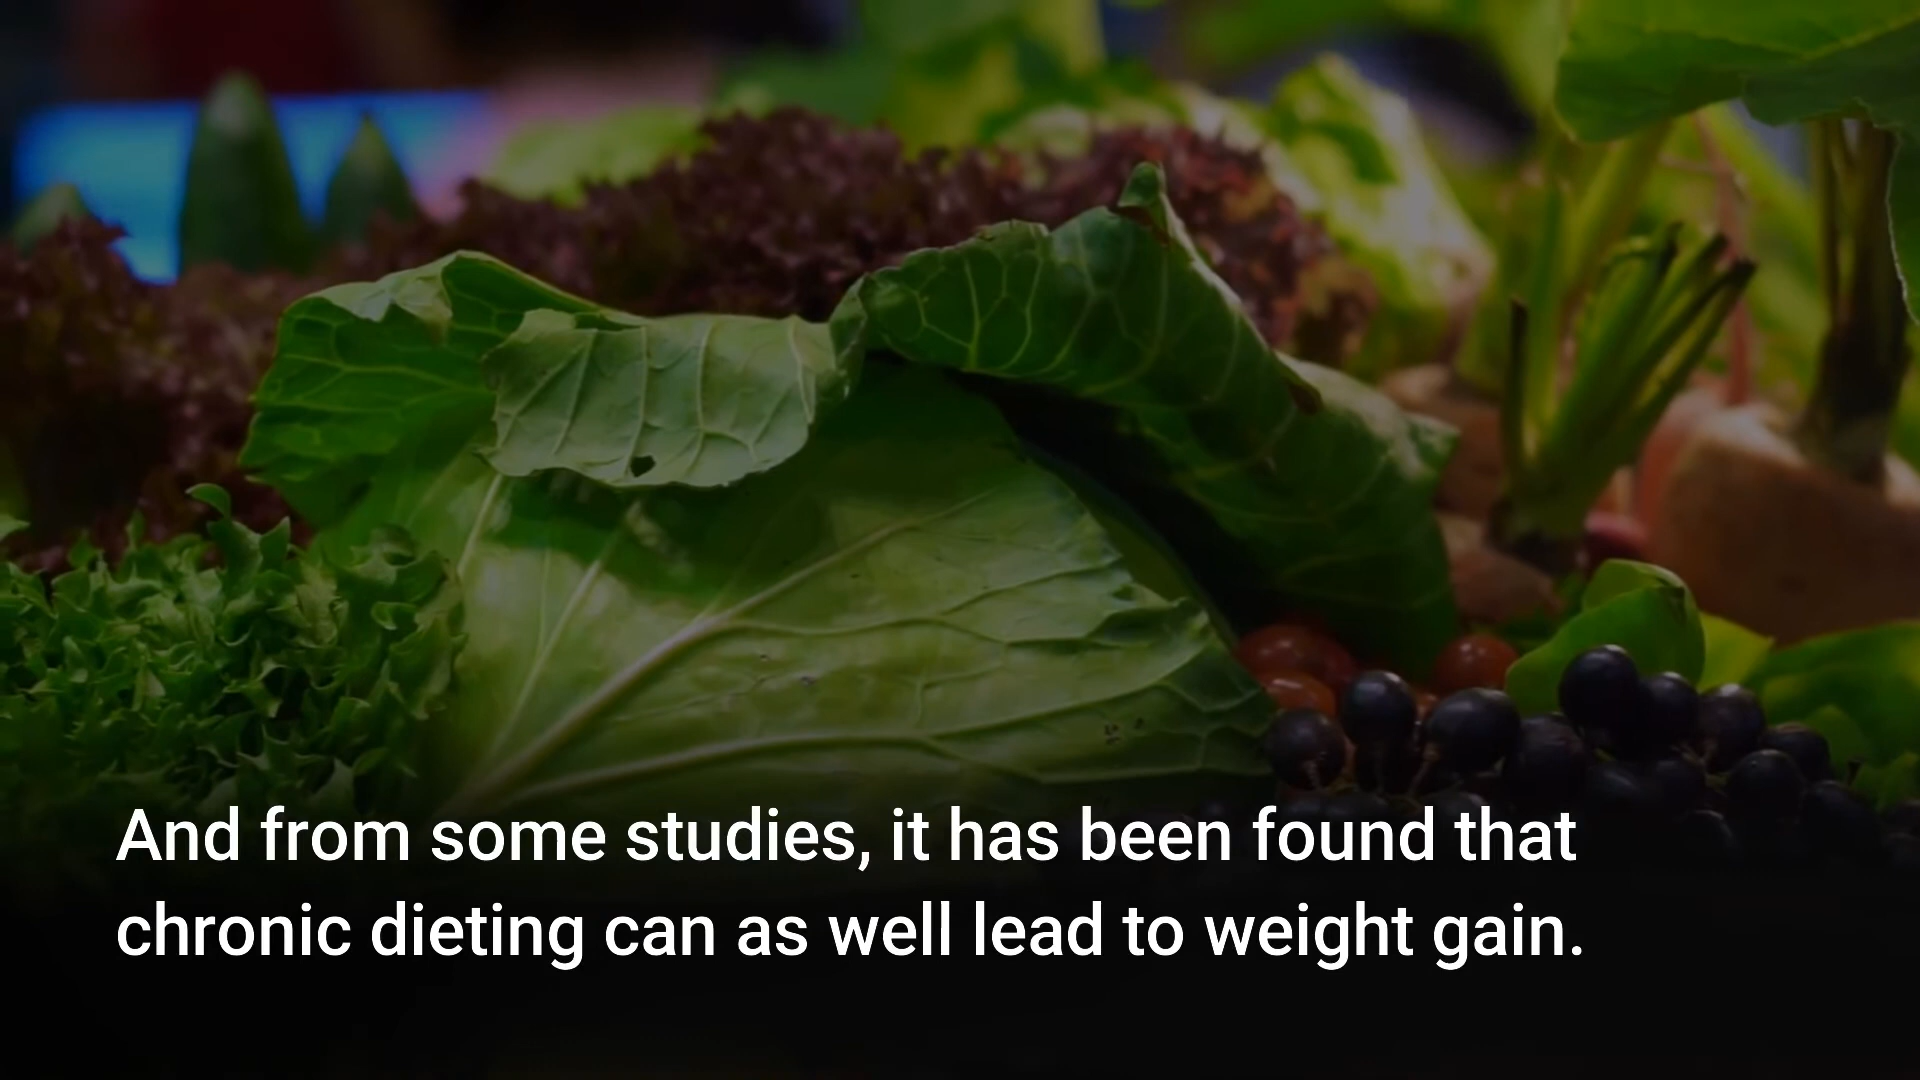 And from some studies, it has been found that
chronic dieting can as well lead to weight gain.